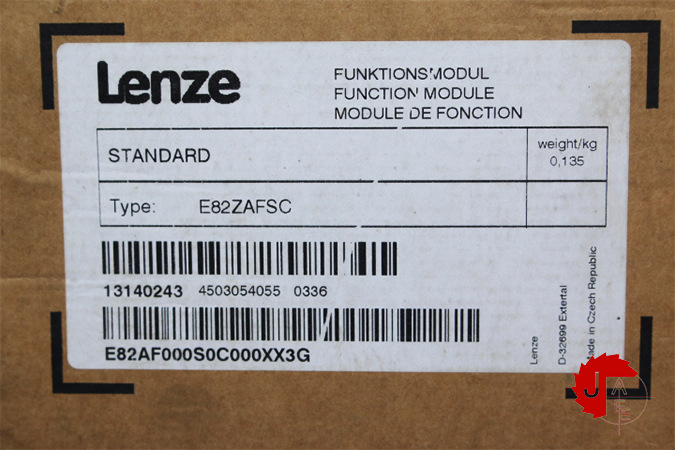 Lenze
FUNKTIONSMODUL
FUNCTION MODULE
MODULE DE FONCTION
STANDARD
weight/kg
0,135
Type: E82ZAFSC
13140243 4503054055 0336
E82AF000S0C000XX3G
Lenze
D-32699 Extertal
Made in Czech Republic
J